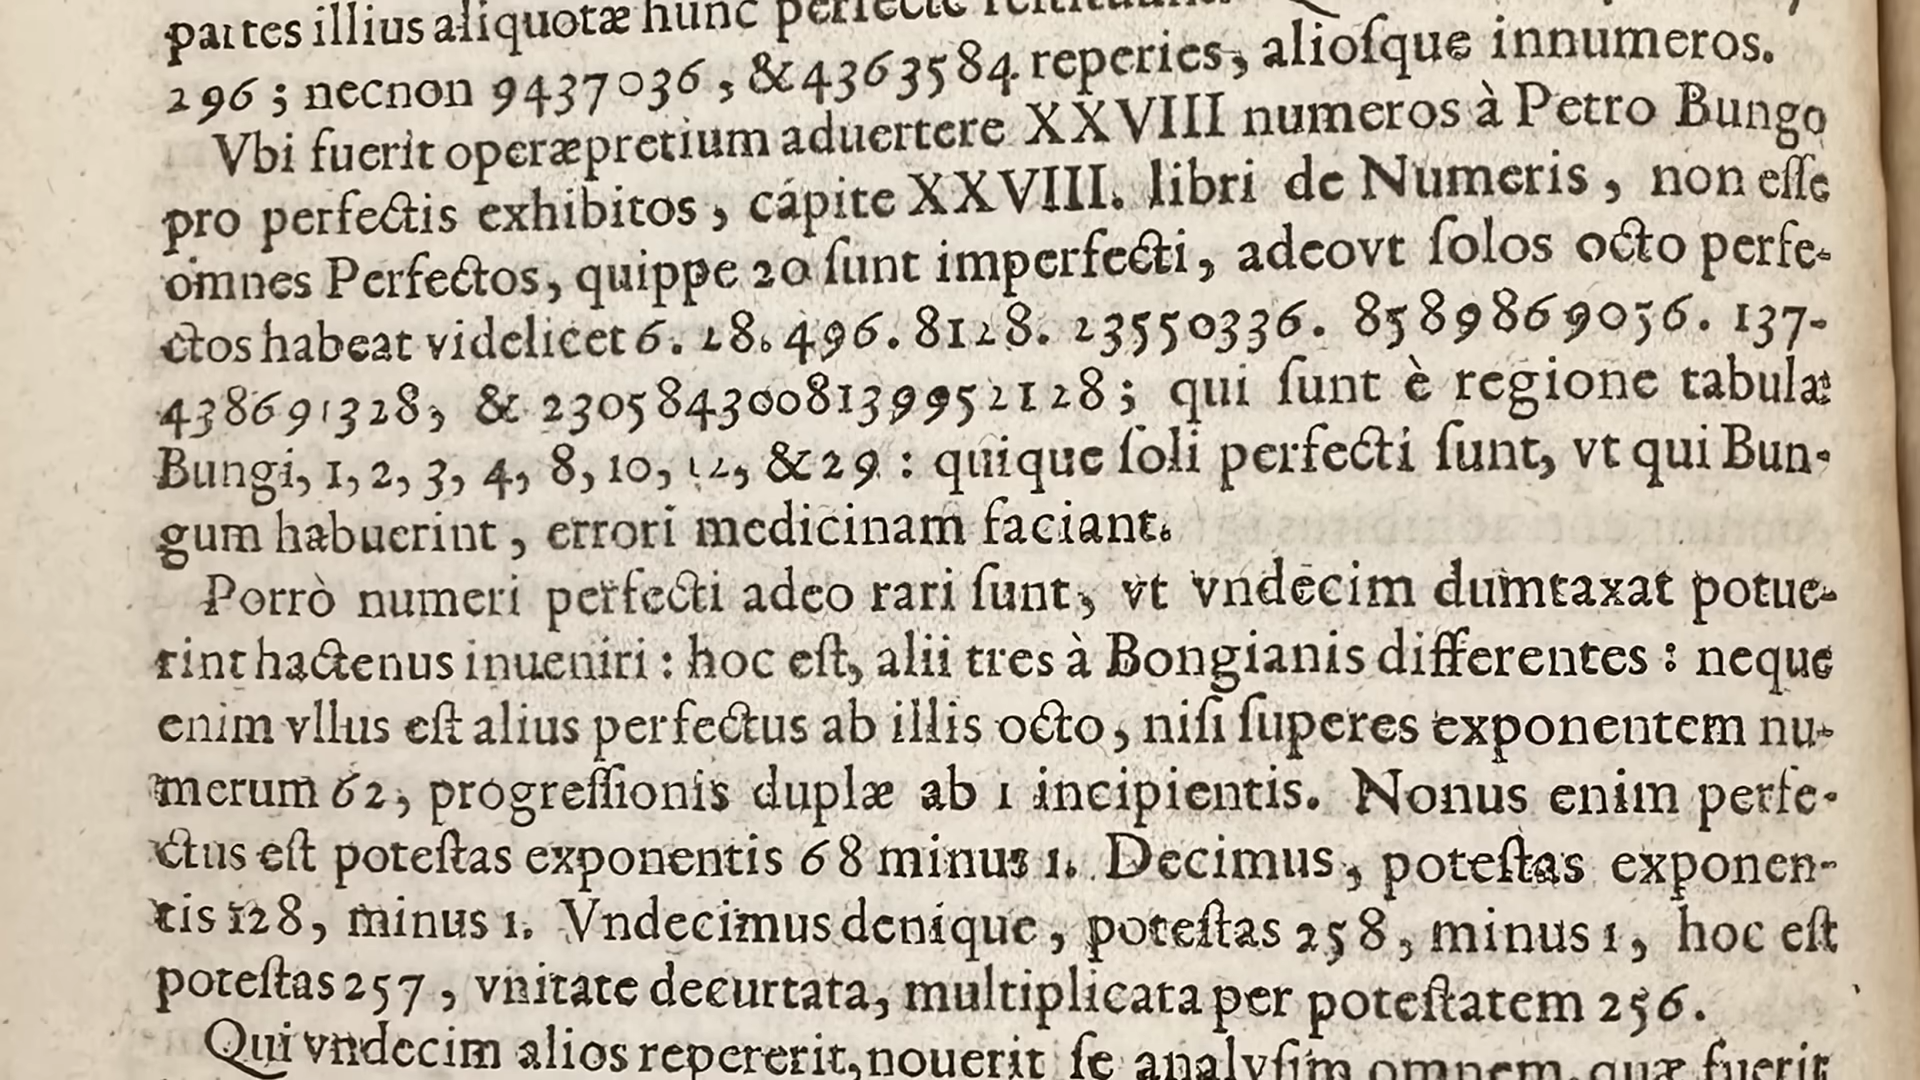 partes illius aliquotæ hunc perfecte
296 ; necnon 9437036 , & 4363584 reperies, alioſque innumeros.
Vbi fuerit operæpretium aduertere XXVIII numeros à Petro Bungo
pro perfectis exhibitos , cápite XXVIII. libri de Numeris , non eſſe
omnes Perfectos, quippe 20 ſunt imperfecti, adeovt ſolos octo perfe-
ctos habeat videlicet 6. 28. 496. 8128. 23550336. 8589869056. 137-
438691328, & 2305843008139952128 ; qui ſunt è regione tabulæ
Bungi, 1, 2, 3, 4, 8, 10, 12, & 29 : quique ſoli perfecti ſunt, vt qui Bun-
gum habuerint , errori medicinam faciant.
Porrò numeri perfecti adeo rari ſunt, vt vndecim dumtaxat potue-
rint hactenus inueniri : hoc eſt, alii tres à Bongianis differentes : neque
enim vllus eſt alius perfectus ab illis octo , niſi ſuperes exponentem nu-
merum 62, progreſſionis duplæ ab 1 incipientis. Nonus enim perfe-
ctus eſt poteſtas exponentis 68 minus 1. Decimus, poteſtas exponen-
tis 128, minus 1. Vndecimus denique , poteſtas 258, minus 1, hoc eſt
poteſtas 257 , vnitate decurtata, multiplicata per poteſtatem 256.
Qui vndecim alios repererit, nouerit ſe analyſim omnem, quæ fuerit